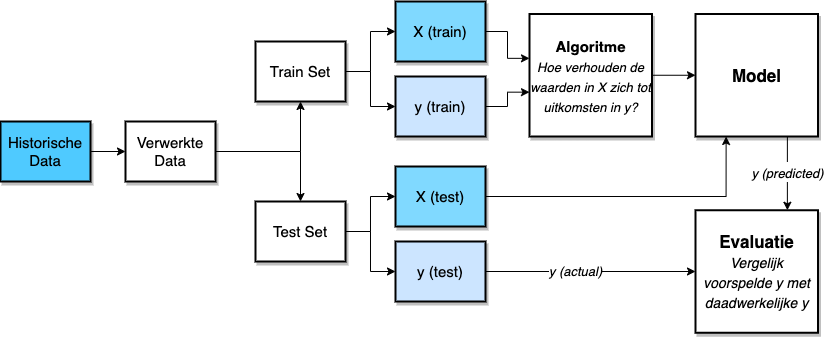 Historische
Data
Verwerkte
Data
Train Set
Test Set
X (train)
y (train)
X (test)
y (test)
Algoritme
Hoe verhouden de
waarden in X zich tot
uitkomsten in y?
Model
y (predicted)
y (actual)
Evaluatie
Vergelijk
voorspelde y met
daadwerkelijke y